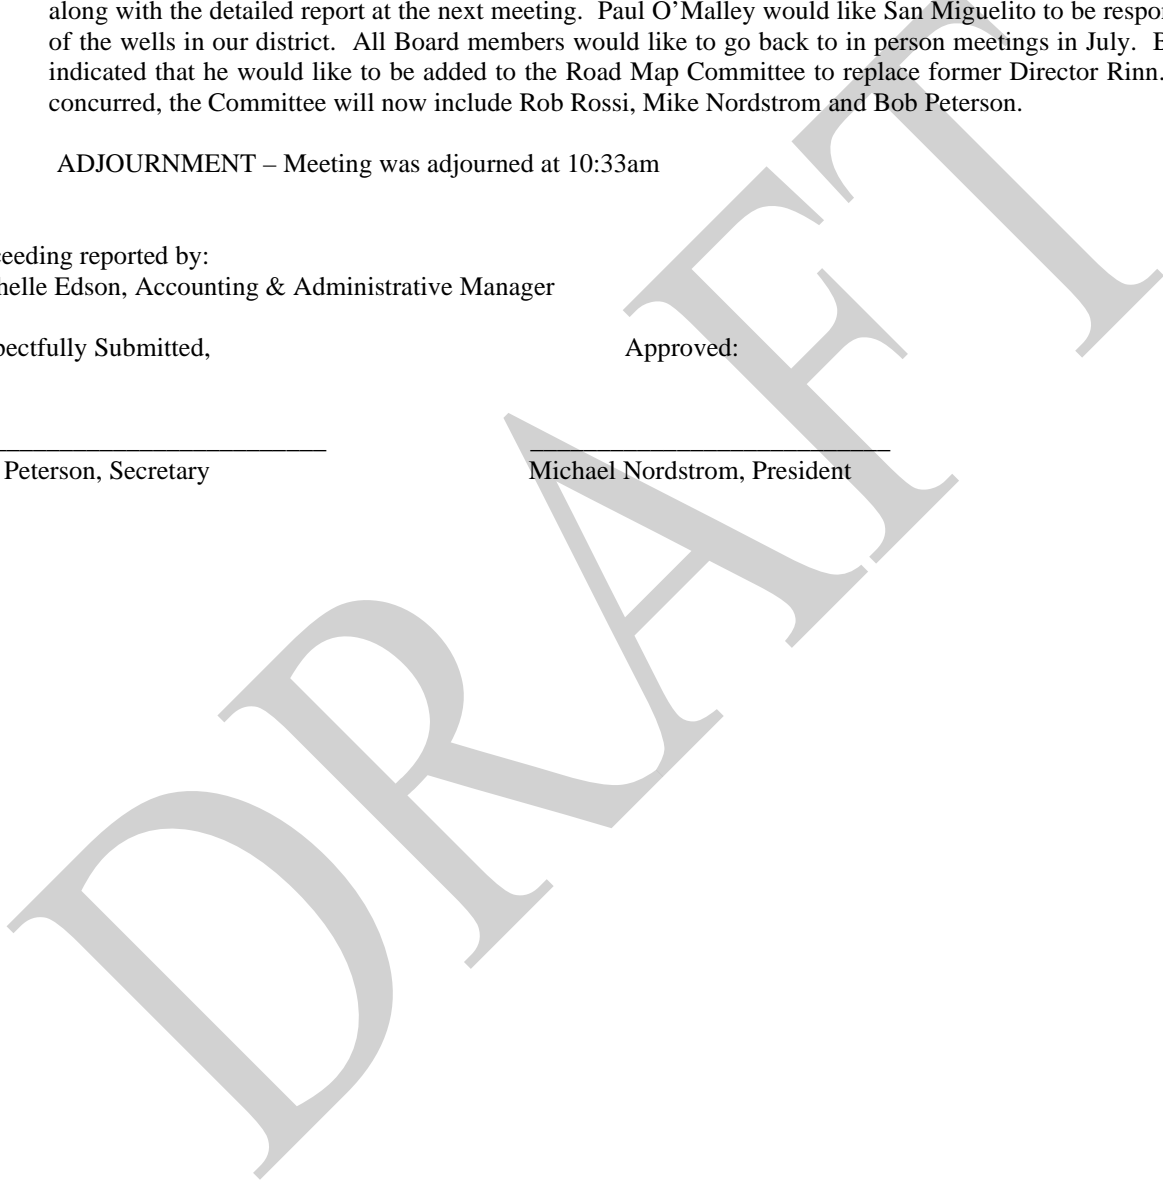 along with the detailed report at the next meeting. Paul O’Malley would like San Miguelito to be respon
of the wells in our district. All Board members would like to go back to in person meetings in July. B
indicated that he would like to be added to the Road Map Committee to replace former Director Rinn.
concurred, the Committee will now include Rob Rossi, Mike Nordstrom and Bob Peterson.
ADJOURNMENT – Meeting was adjourned at 10:33am
eeding reported by:
helle Edson, Accounting & Administrative Manager
pectfully Submitted, Approved:
Peterson, Secretary Michael Nordstrom, President
DRAFT